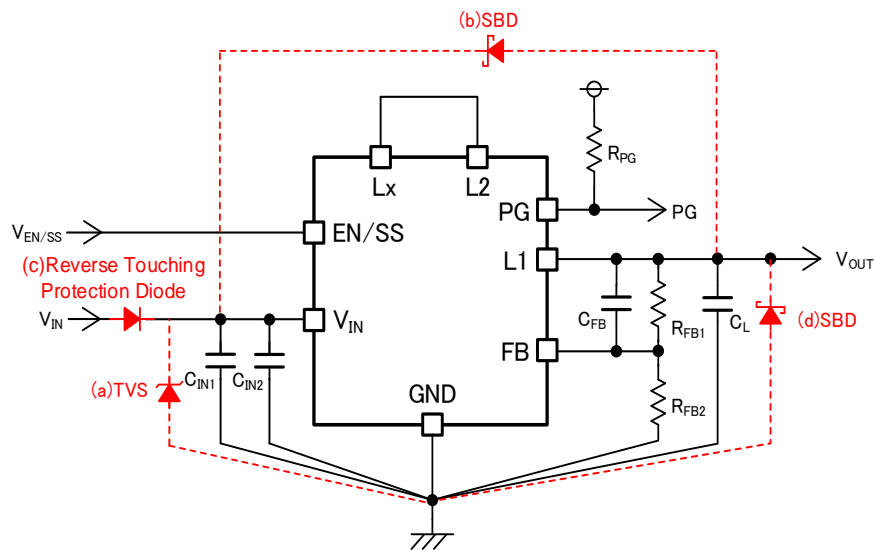 (b)SBD
RPG
Lx
L2
PG
PG
VEN/SS
EN/SS
L1
VOUT
(c)Reverse Touching
Protection Diode
VIN
VIN
CFB
RFB1
CL
(d)SBD
(a)TVS
CIN1
CIN2
FB
GND
RFB2